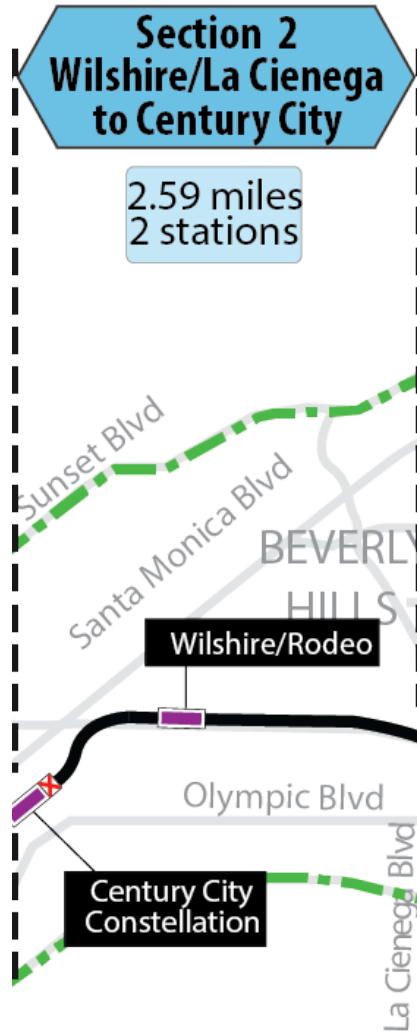 Section 2
Wilshire/La Cienega
to Century City
2.59 miles
2 stations
Sunset Blvd
Santa Monica Blvd
BEVERLY
HILLS
Wilshire/Rodeo
Olympic Blvd
La Cienega Blvd
Century City
Constellation